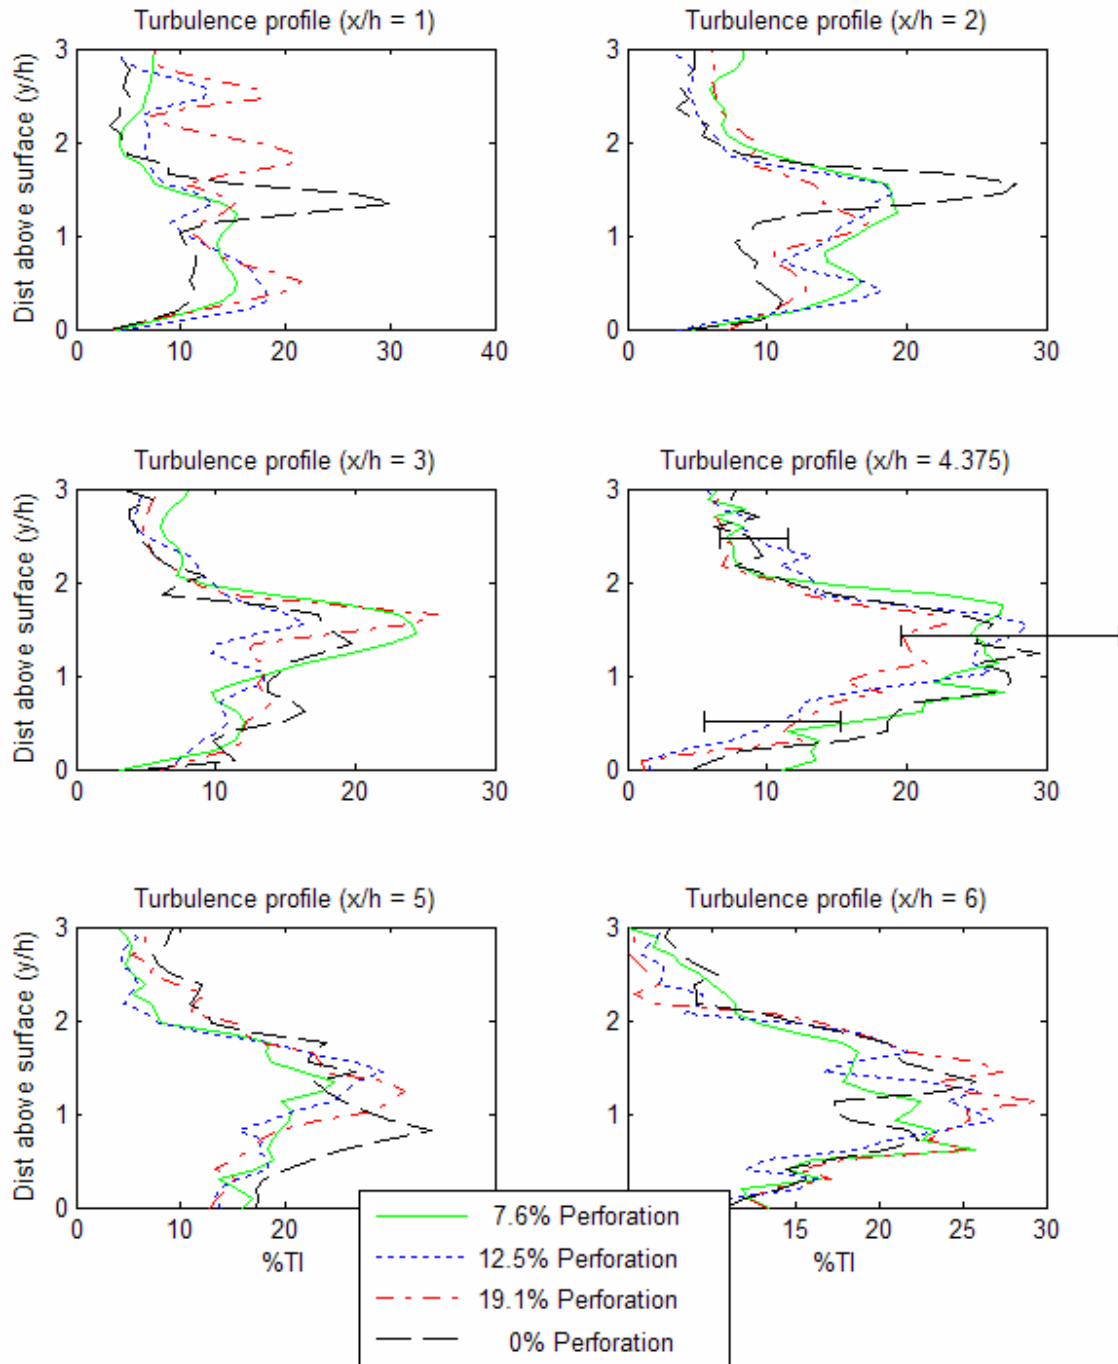 Turbulence profile (x/h = 1)
Dist above surface (y/h)
3
2
1
0
0 10 20 30 40
Turbulence profile (x/h = 2)
3
2
1
0
0 10 20 30
Turbulence profile (x/h = 3)
Dist above surface (y/h)
3
2
1
0
0 10 20 30
Turbulence profile (x/h = 4.375)
3
2
1
0
0 10 20 30
Turbulence profile (x/h = 5)
Dist above surface (y/h)
3
2
1
0
0 10 20
%TI
Turbulence profile (x/h = 6)
3
2
1
0
15 20 25 30
%TI
7.6% Perforation
12.5% Perforation
19.1% Perforation
0% Perforation